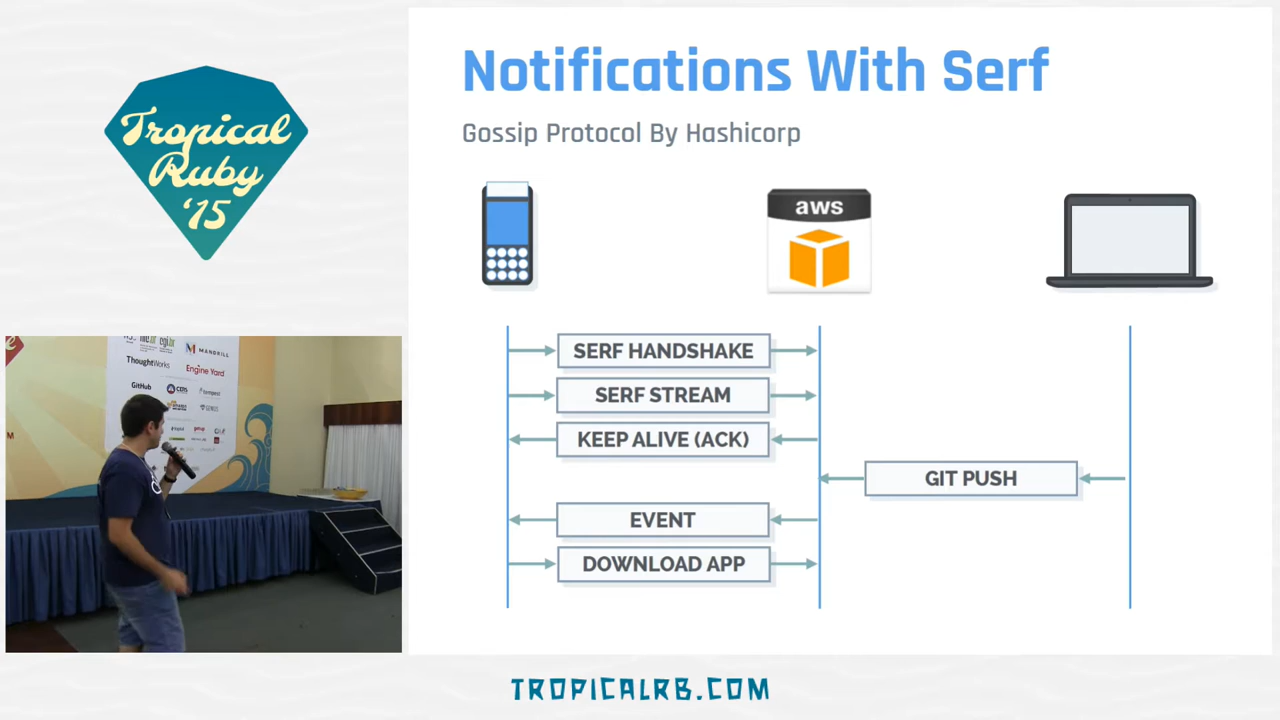 Tropical
Ruby
'15
Notifications With Serf
Gossip Protocol By Hashicorp
aws
SERF HANDSHAKE
SERF STREAM
KEEP ALIVE (ACK)
GIT PUSH
EVENT
DOWNLOAD APP
MANDRILL
ThoughtWorks
Engine Yard
GitHub
TROPICALRB.COM